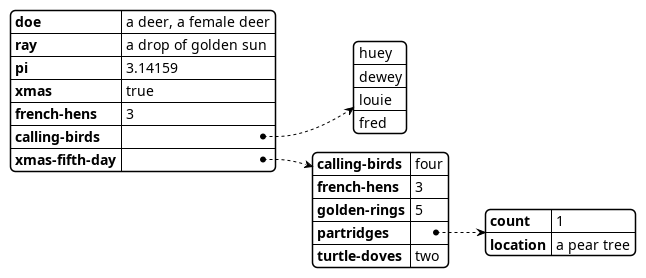 doe a deer, a female deer
ray a drop of golden sun
pi 3.14159
xmas true
french-hens 3
calling-birds
xmas-fifth-day
huey
dewey
louie
fred
calling-birds four
french-hens 3
golden-rings 5
partridges
turtle-doves two
count 1
location a pear tree